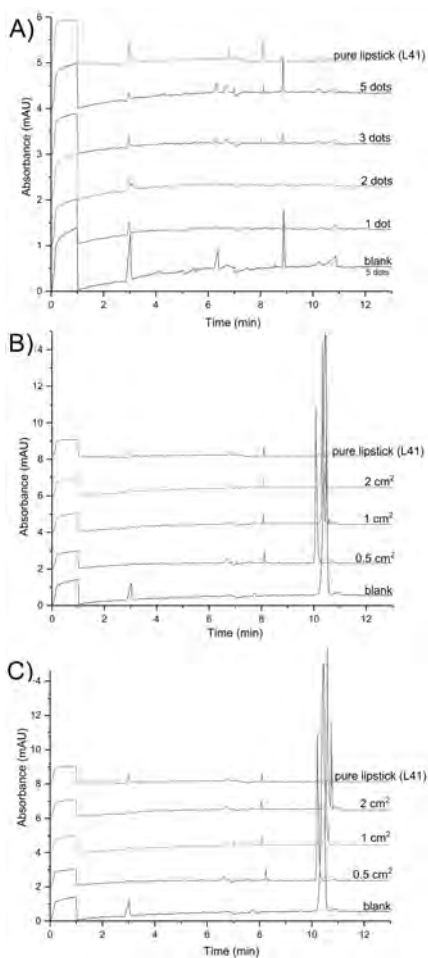 A)
Absorbance (mAU)
6
5
4
3
2
1
0
pure lipstick (L41)
5 dots
3 dots
2 dots
1 dot
blank
5 dots
0 2 4 6 8 10 12
Time (min)
B)
Absorbance (mAU)
14
12
10
8
6
4
2
0
pure lipstick (L41)
2 cm²
1 cm²
0.5 cm²
blank
0 2 4 6 8 10 12
Time (min)
C)
Absorbance (mAU)
14
12
10
8
6
4
2
0
pure lipstick (L41)
2 cm²
1 cm²
0.5 cm²
blank
0 2 4 6 8 10 12
Time (min)